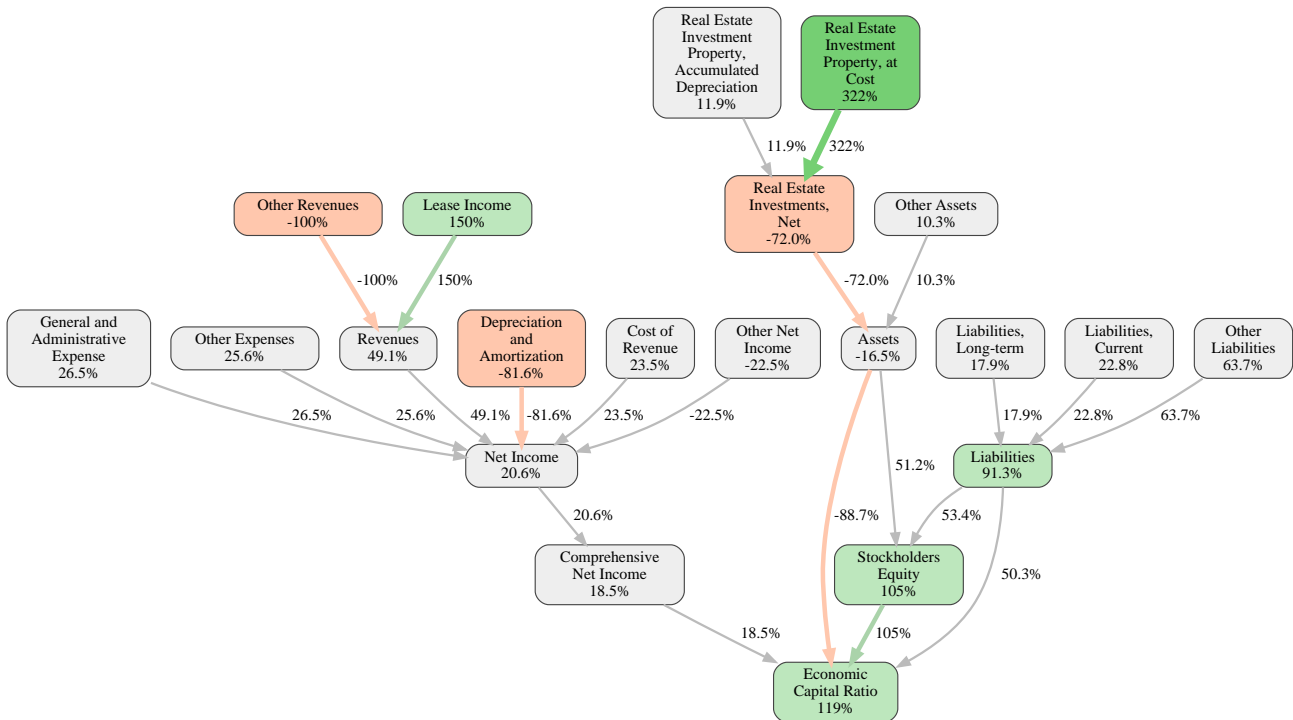 Real Estate
Investment
Property,
Accumulated
Depreciation
11.9%
Real Estate
Investment
Property, at
Cost
322%
11.9%
322%
Other Revenues
-100%
Lease Income
150%
Real Estate
Investments,
Net
-72.0%
Other Assets
10.3%
-100%
150%
-72.0%
10.3%
General and
Administrative
Expense
26.5%
Other Expenses
25.6%
Revenues
49.1%
Depreciation
and
Amortization
-81.6%
Cost of
Revenue
23.5%
Other Net
Income
-22.5%
Assets
-16.5%
Liabilities,
Long-term
17.9%
Liabilities,
Current
22.8%
Other
Liabilities
63.7%
26.5%
25.6%
49.1%
-81.6%
23.5%
-22.5%
17.9%
22.8%
63.7%
Net Income
20.6%
51.2%
Liabilities
91.3%
20.6%
-88.7%
53.4%
Comprehensive
Net Income
18.5%
Stockholders
Equity
105%
50.3%
18.5%
105%
Economic
Capital Ratio
119%